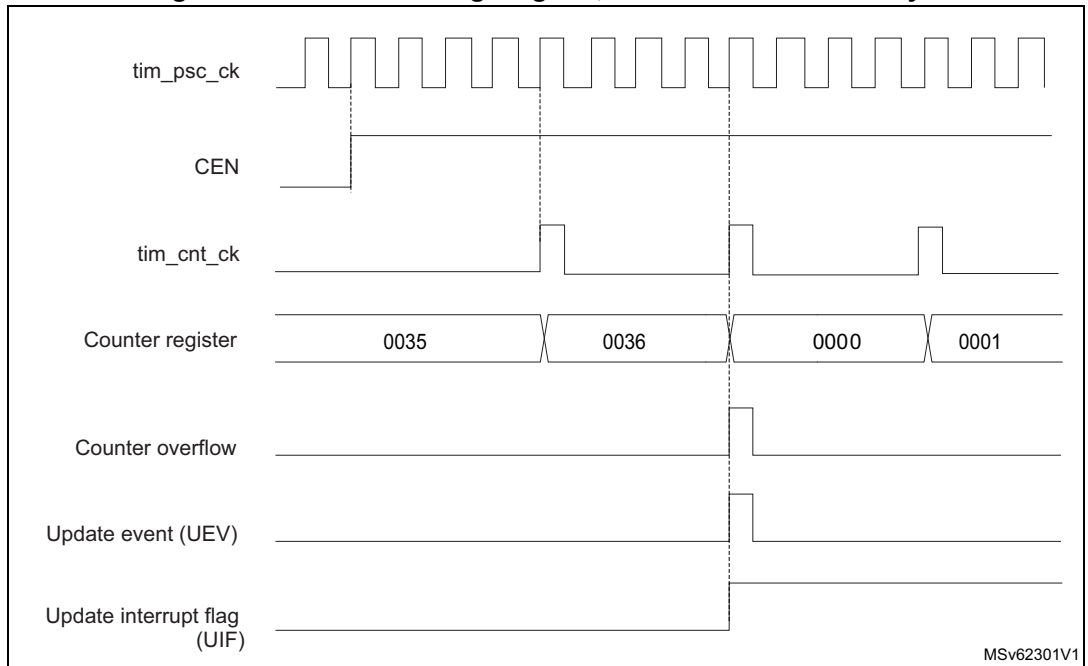 tim_psc_ck
CEN
tim_cnt_ck
Counter register
0035
0036
0000
0001
Counter overflow
Update event (UEV)
Update interrupt flag
(UIF)
MSv62301V1